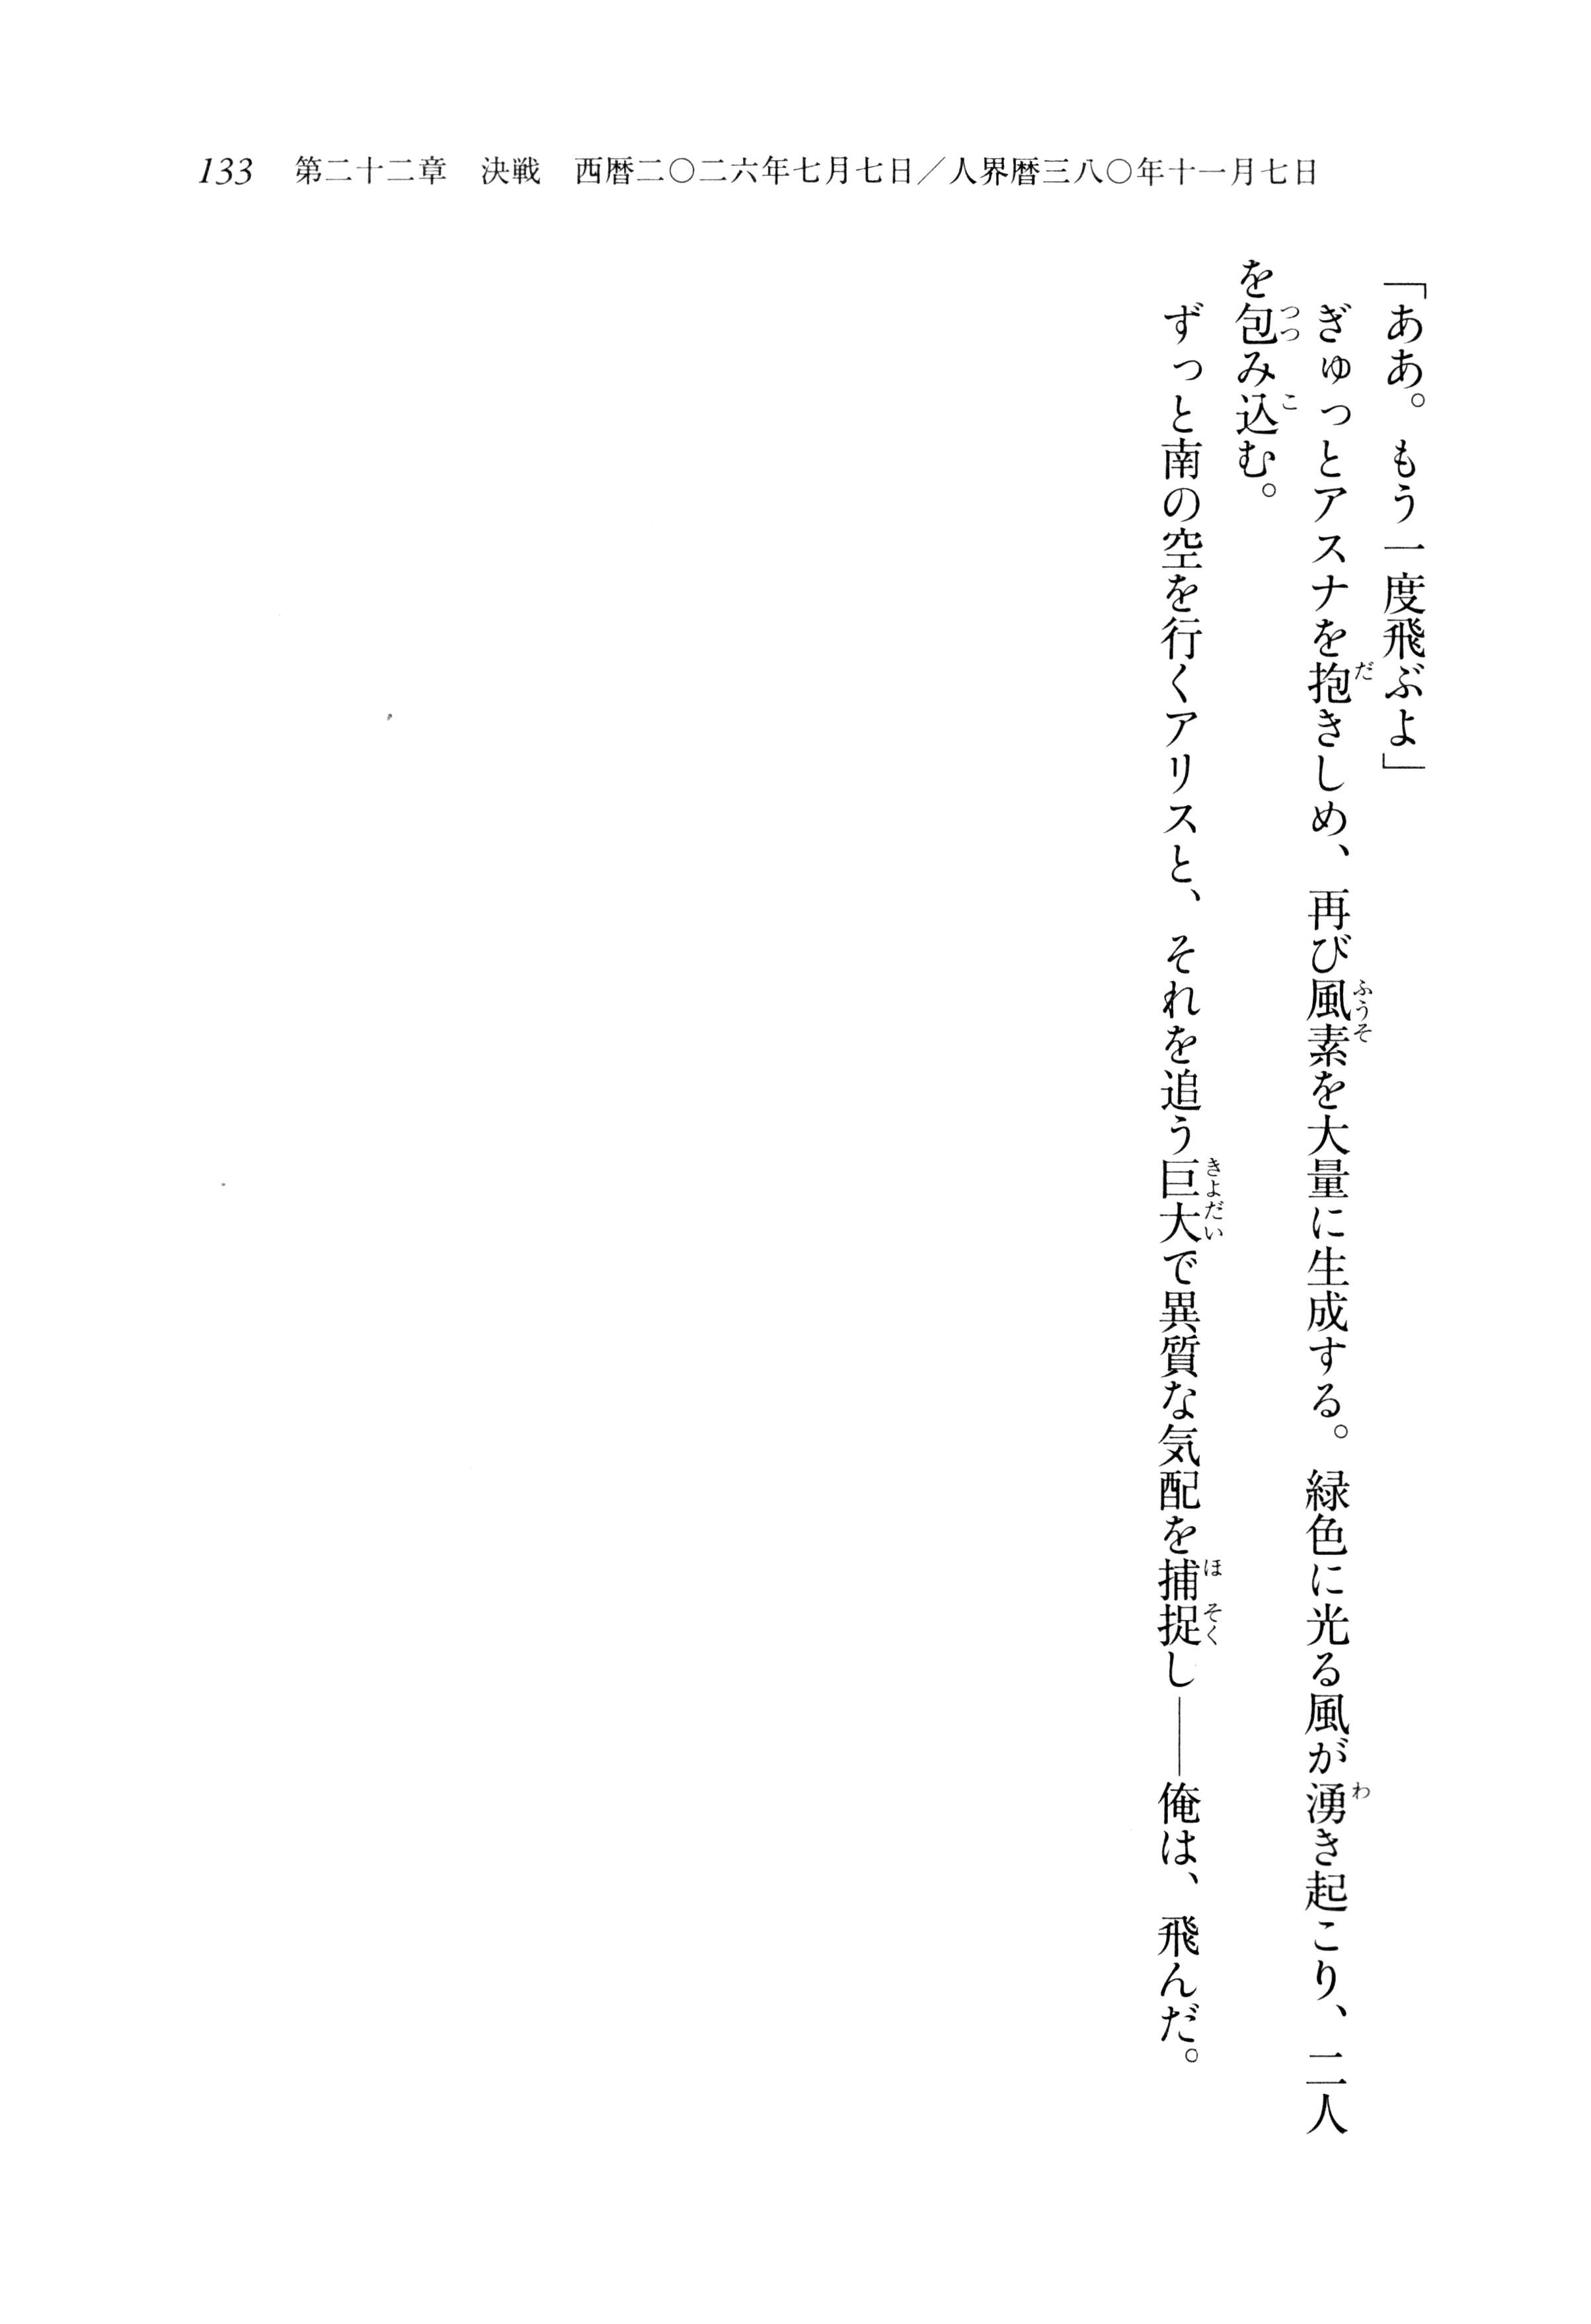 133　第二十二章　決戦　西暦二〇二六年七月七日／人界暦三八〇年十一月七日
「ああ。もう一度飛ぶよ」
　ぎゅっとアスナを抱きしめ、再び風素を大量に生成する。緑色に光る風が湧き起こり、二人
を包み込む。
　ずっと南の空を行くアリスと、それを追う巨大で異質な気配を捕捉し――俺は、飛んだ。